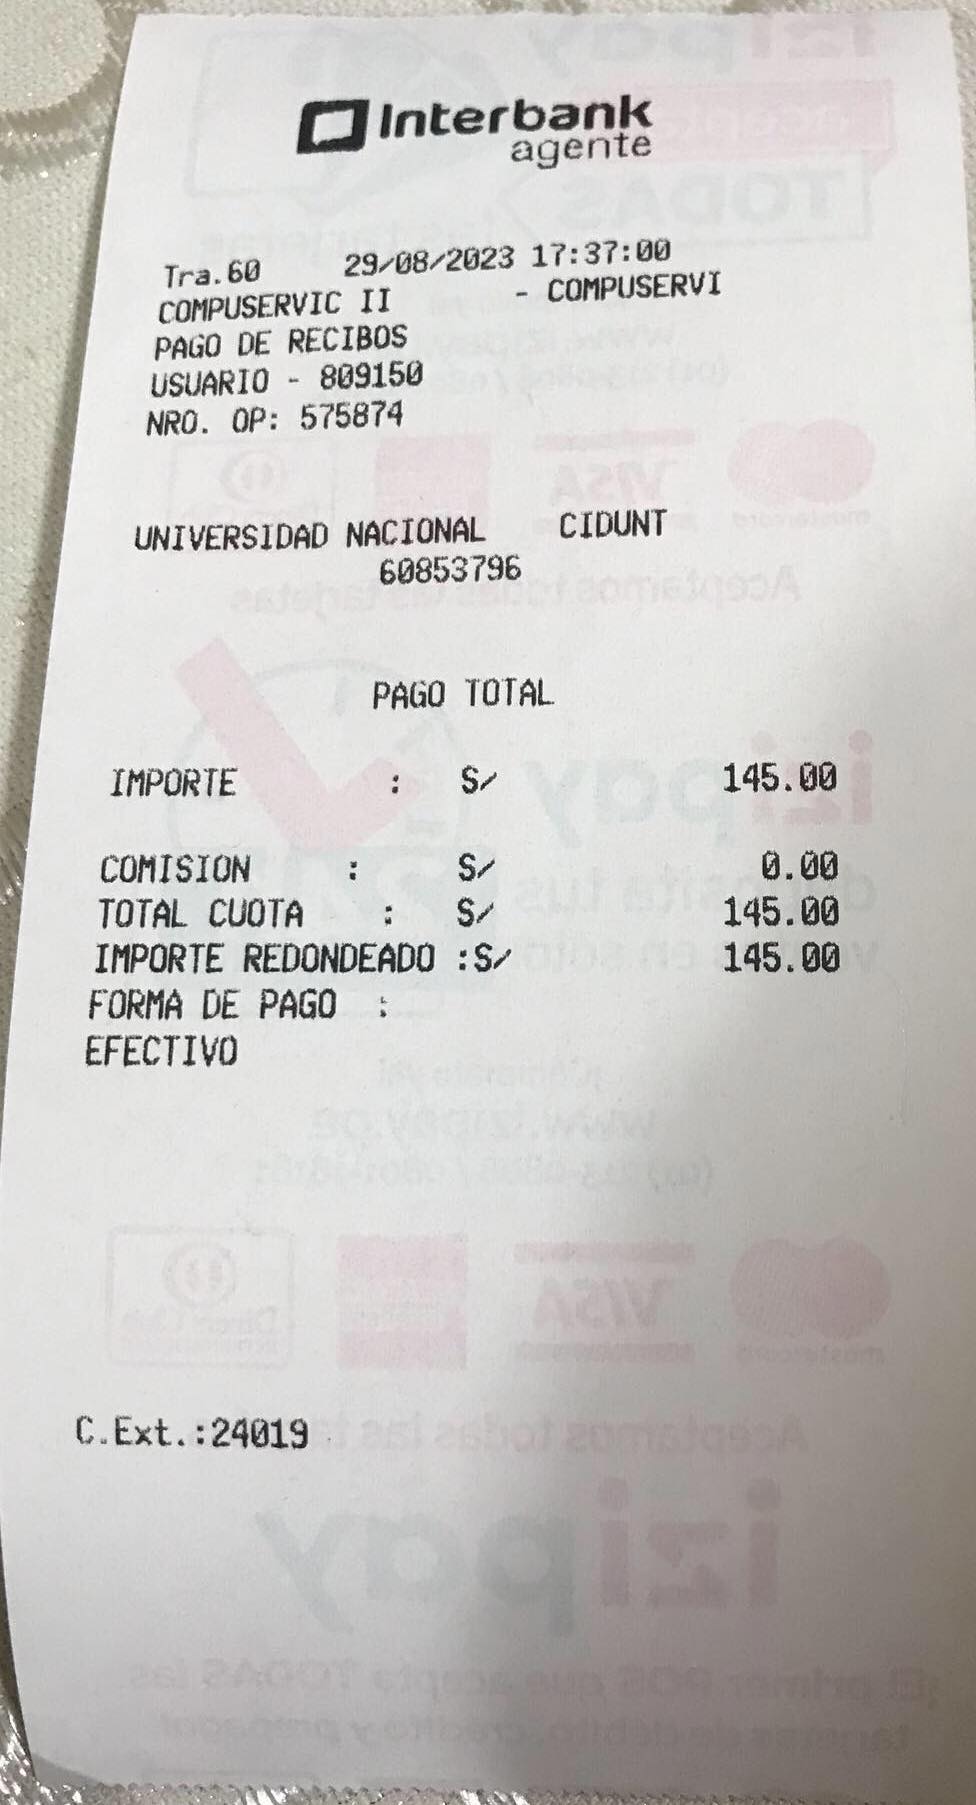 Interbank
agente
Tra.60 29/08/2023 17:37:00
COMPUSERVIC II - COMPUSERVI
PAGO DE RECIBOS
USUARIO - 809150
NRO. OP: 575874
UNIVERSIDAD NACIONAL CIDUNT
60853796
PAGO TOTAL
IMPORTE : S/ 145.00
COMISION : S/ 0.00
TOTAL CUOTA : S/ 145.00
IMPORTE REDONDEADO :S/ 145.00
FORMA DE PAGO :
EFECTIVO
C.Ext.:24019